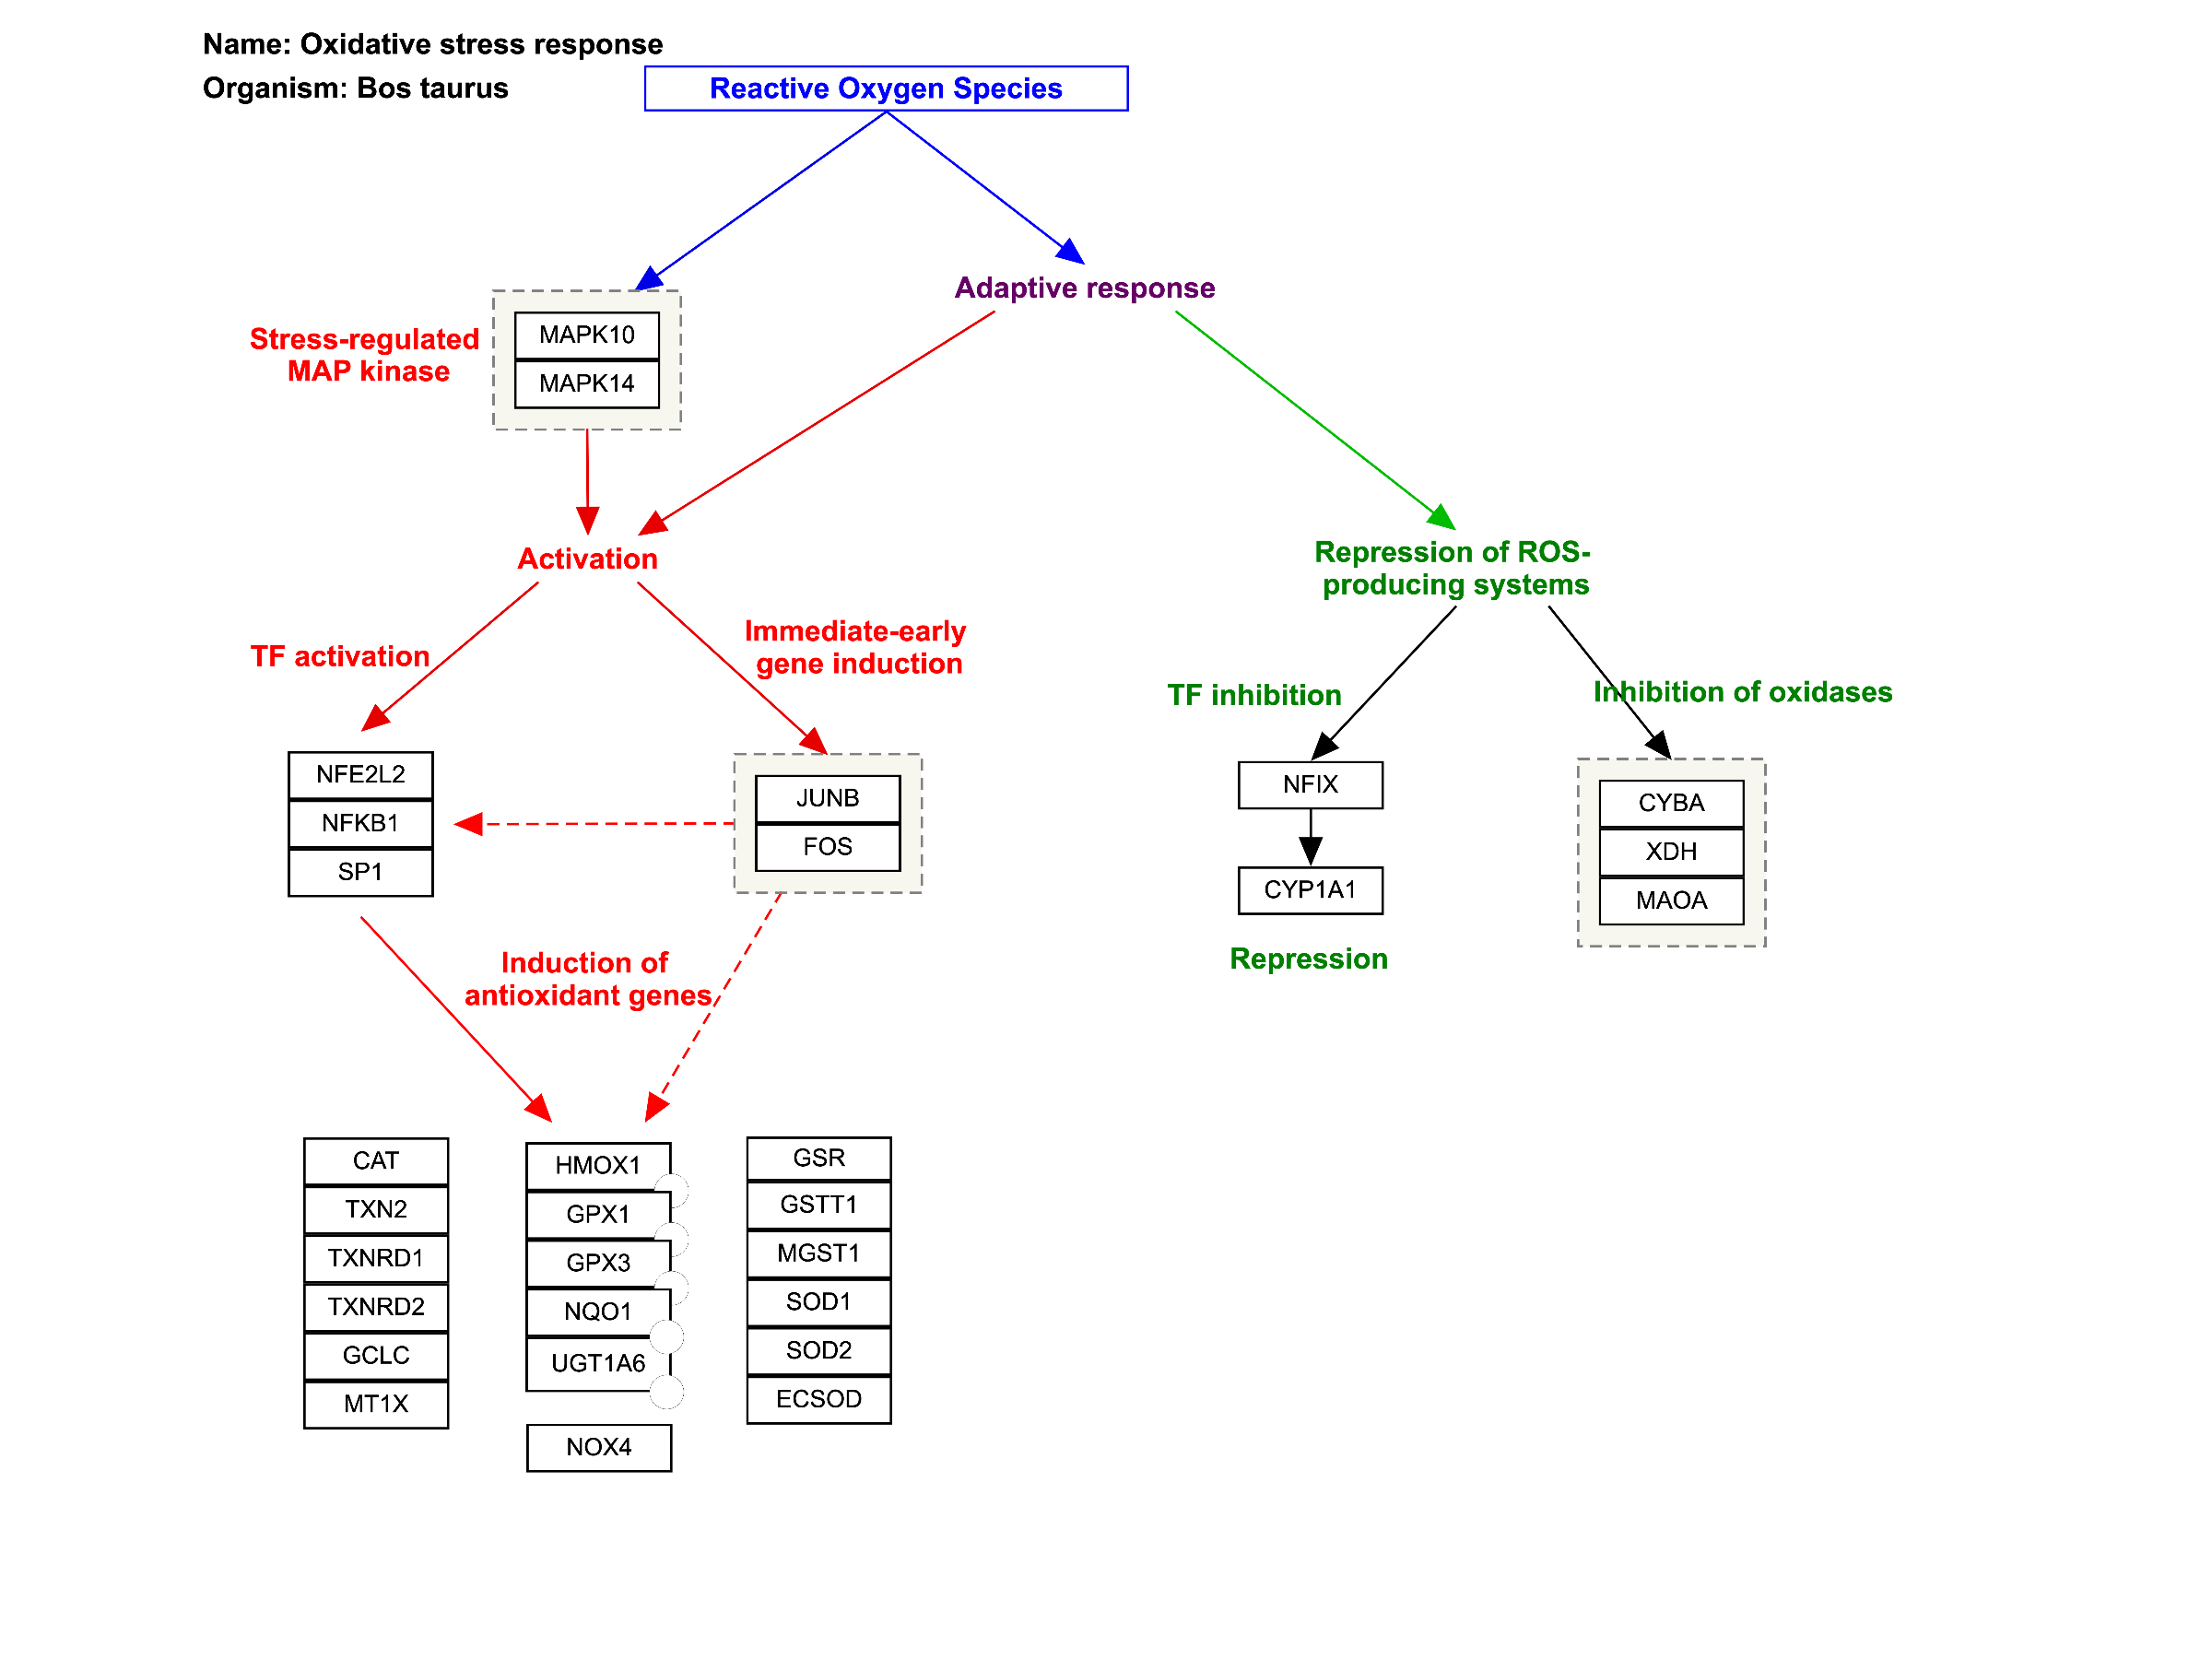 Name: Oxidative stress response
Organism: Bos taurus
Reactive Oxygen Species
Adaptive response
Stress-regulated
MAP kinase
MAPK10
MAPK14
Activation
Repression of ROS-
producing systems
TF activation
Immediate-early
gene induction
TF inhibition
Inhibition of oxidases
NFE2L2
NFKB1
SP1
JUNB
FOS
NFIX
CYP1A1
Repression
CYBA
XDH
MAOA
Induction of
antioxidant genes
CAT
TXN2
TXNRD1
TXNRD2
GCLC
MT1X
HMOX1
GPX1
GPX3
NQO1
UGT1A6
NOX4
GSR
GSTT1
MGST1
SOD1
SOD2
ECSOD